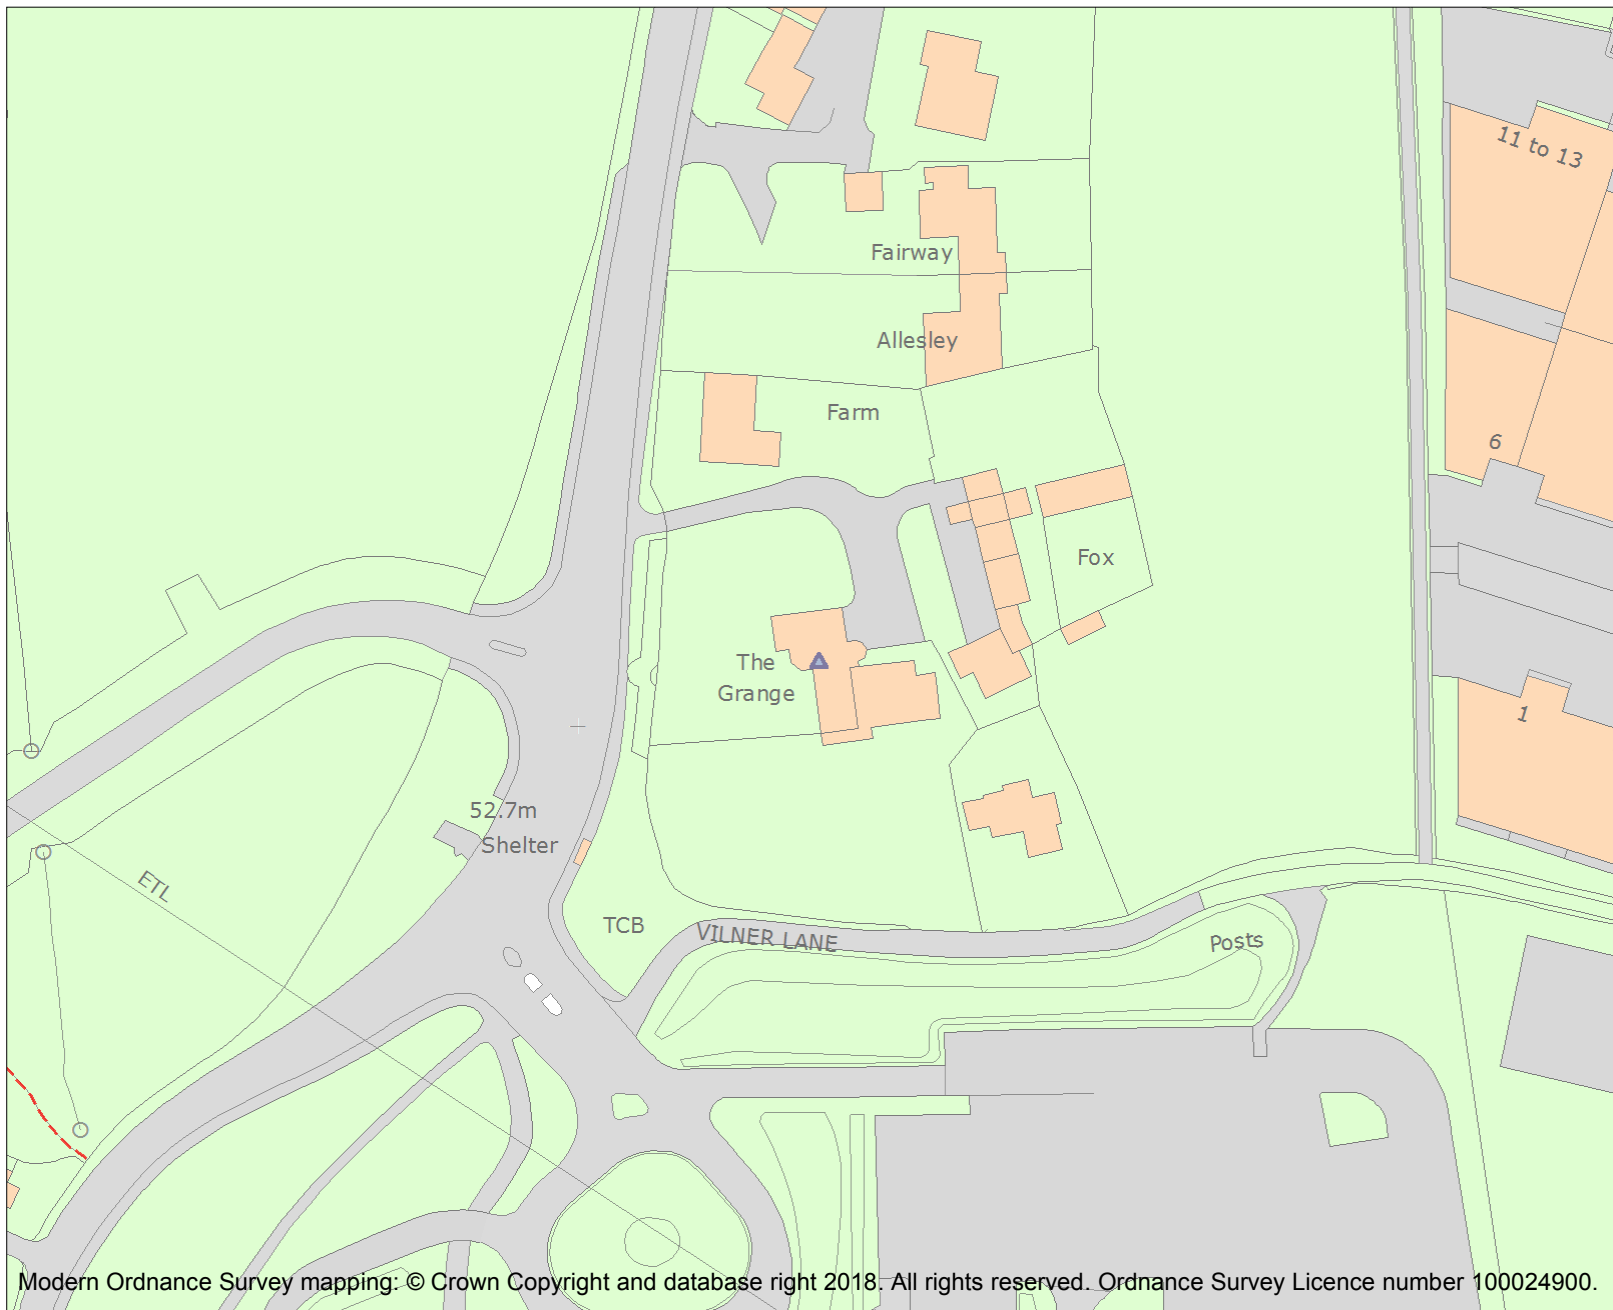 11 to 13
Fairway
Allesley
Farm
6
Fox
The
Grange
1
52.7m
Shelter
ETL
TCB
VILNER LANE
Posts
Modern Ordnance Survey mapping: © Crown Copyright and database right 2018. All rights reserved. Ordnance Survey Licence number 100024900.